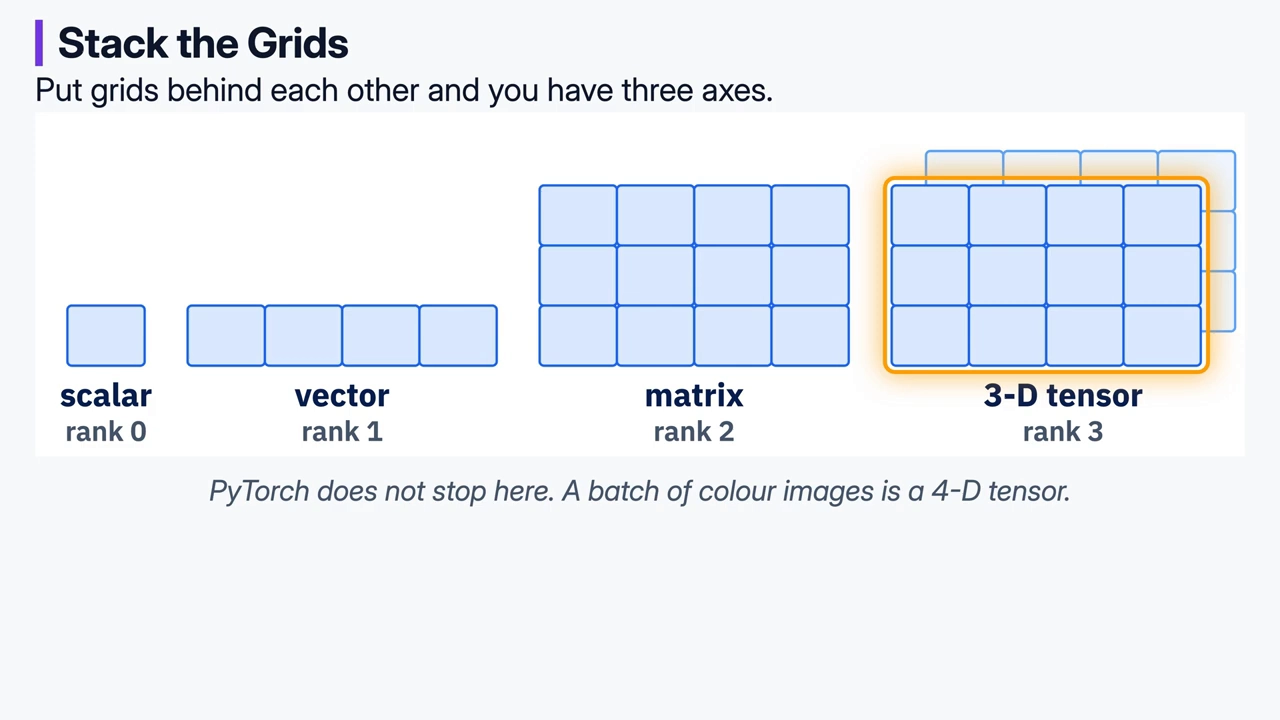 Stack the Grids
Put grids behind each other and you have three axes.
scalar
rank 0
vector
rank 1
matrix
rank 2
3-D tensor
rank 3
PyTorch does not stop here. A batch of colour images is a 4-D tensor.